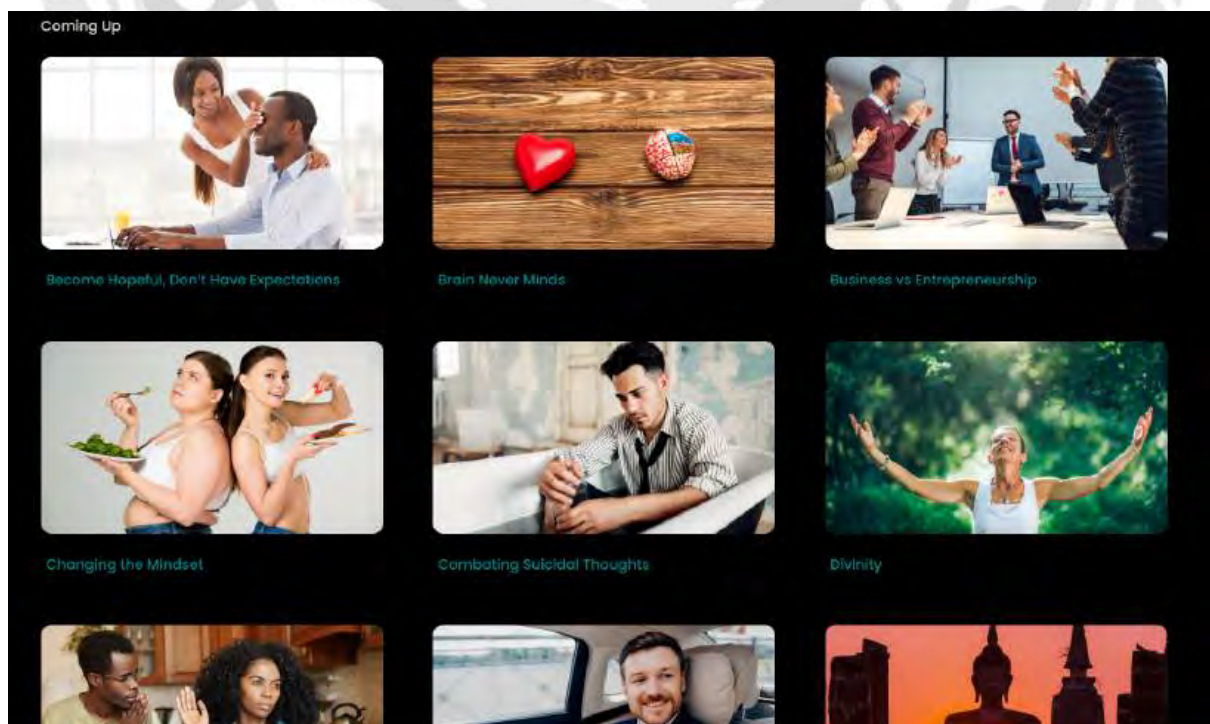 Coming Up
Become Hopeful, Don't Have Expectations
Brain Never Minds
Business vs Entrepreneurship
Changing the Mindset
Combating Suicidal Thoughts
Divinity